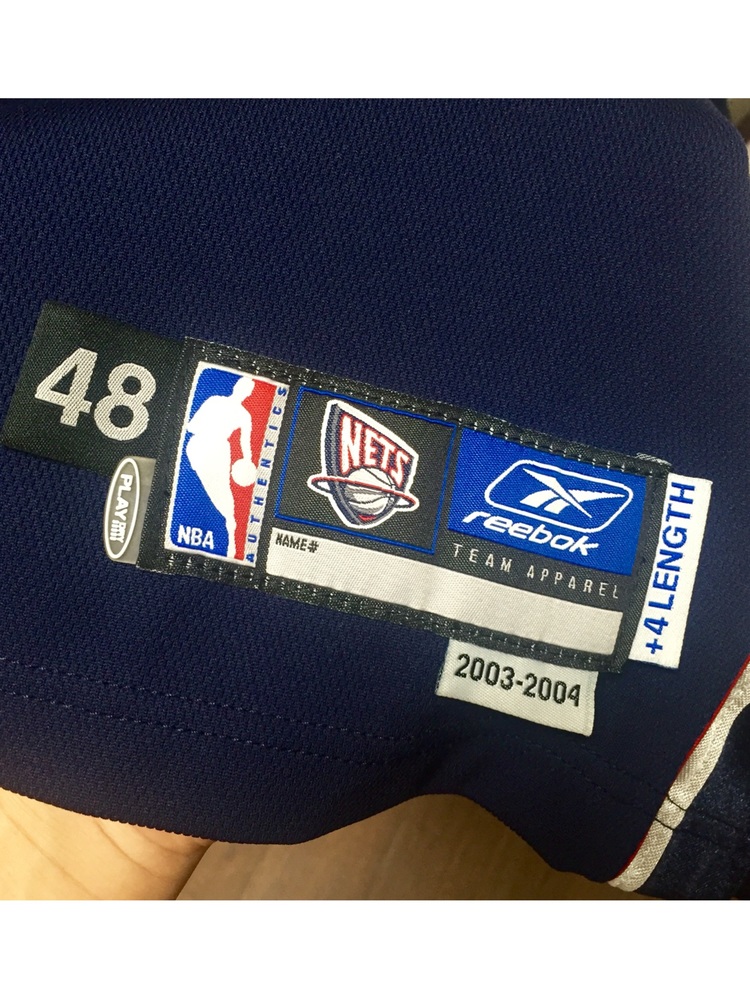 48
PLAY
NBA
AUTHENTICS
NETS
Reebok
TEAM APPAREL
NAME#
+4 LENGTH
2003-2004